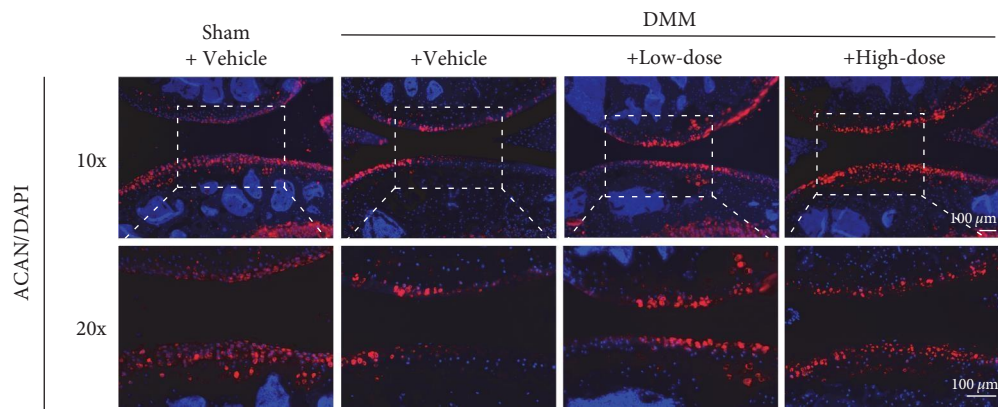 DMM
Sham
+ Vehicle
+Vehicle
+Low-dose
+High-dose
ACAN/DAPI
10x
100 μm
20x
100 μm